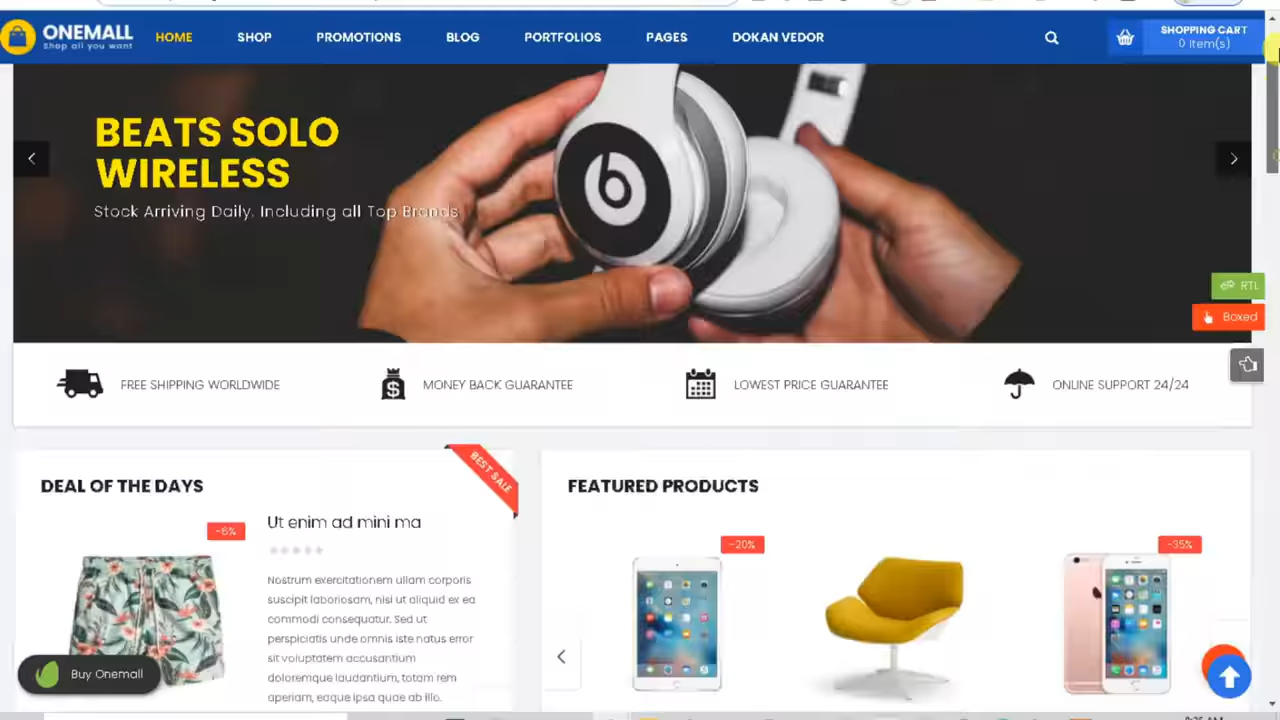 ONEMALL
Shop all you want
HOME
SHOP
PROMOTIONS
BLOG
PORTFOLIOS
PAGES
DOKAN VEDOR
SHOPPING CART
0 Item(s)
BEATS SOLO
WIRELESS
Stock Arriving Daily, Including all Top Brands
RTL
Boxed
FREE SHIPPING WORLDWIDE
MONEY BACK GUARANTEE
LOWEST PRICE GUARANTEE
ONLINE SUPPORT 24/24
DEAL OF THE DAYS
BEST SALE
-6%
Ut enim ad mini ma
Nostrum exercitationem ullam corporis
suscipit laboriosam, nisi ut aliquid ex ea
commodi consequatur. Sed ut
perspiciatis unde omnis iste natus error
sit voluptatem accusantium
doloremque laudantium, totam rem
aperiam, eaque ipsa quae ab illo.
Buy Onemall
FEATURED PRODUCTS
-20%
-35%